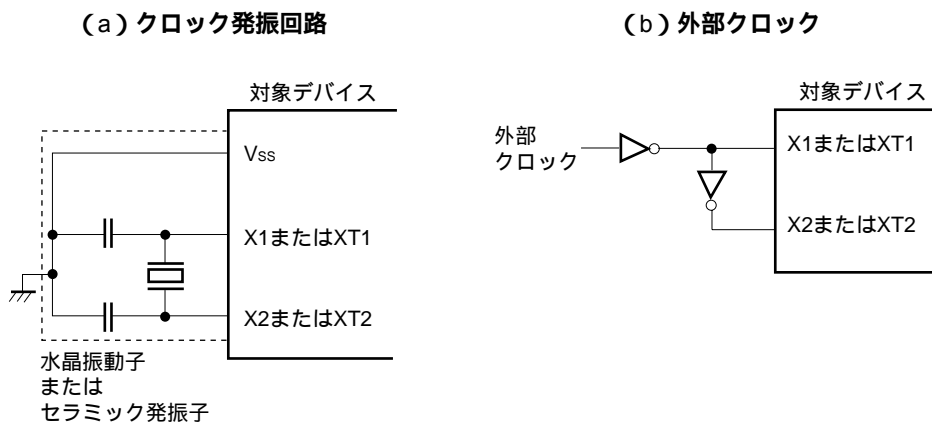 （a）クロック発振回路
対象デバイス
VSS
X1またはXT1
X2またはXT2
水晶振動子
または
セラミック発振子
（b）外部クロック
対象デバイス
外部
クロック
X1またはXT1
X2またはXT2